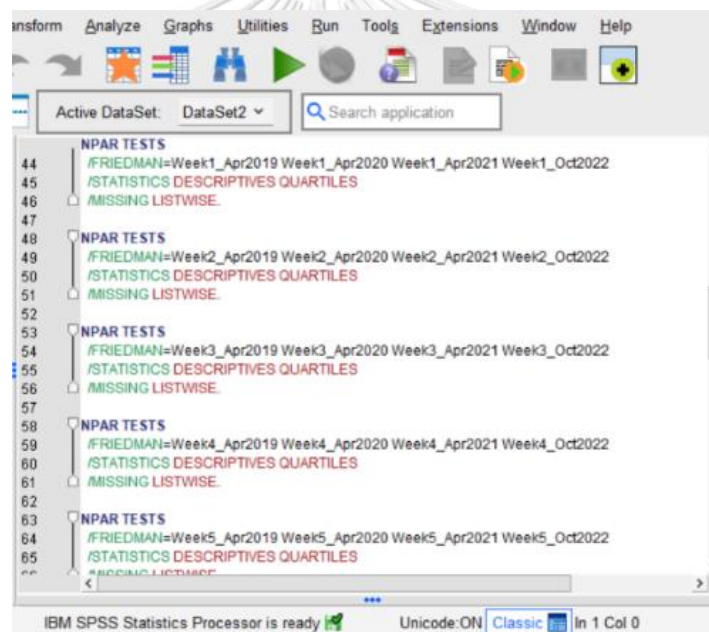 ansform Analyze Graphs Utilities Run Tools Extensions Window Help
Active DataSet: DataSet2 Search application
NPAR TESTS
44 /FRIEDMAN=Week1_Apr2019 Week1_Apr2020 Week1_Apr2021 Week1_Oct2022
45 /STATISTICS DESCRIPTIVES QUARTILES
46 /MISSING LISTWISE.
47
48 NPAR TESTS
49 /FRIEDMAN=Week2_Apr2019 Week2_Apr2020 Week2_Apr2021 Week2_Oct2022
50 /STATISTICS DESCRIPTIVES QUARTILES
51 /MISSING LISTWISE.
52
53 NPAR TESTS
54 /FRIEDMAN=Week3_Apr2019 Week3_Apr2020 Week3_Apr2021 Week3_Oct2022
55 /STATISTICS DESCRIPTIVES QUARTILES
56 /MISSING LISTWISE.
57
58 NPAR TESTS
59 /FRIEDMAN=Week4_Apr2019 Week4_Apr2020 Week4_Apr2021 Week4_Oct2022
60 /STATISTICS DESCRIPTIVES QUARTILES
61 /MISSING LISTWISE.
62
63 NPAR TESTS
64 /FRIEDMAN=Week5_Apr2019 Week5_Apr2020 Week5_Apr2021 Week5_Oct2022
65 /STATISTICS DESCRIPTIVES QUARTILES
/MISSING LISTWISE
IBM SPSS Statistics Processor is ready Unicode:ON Classic In 1 Col 0